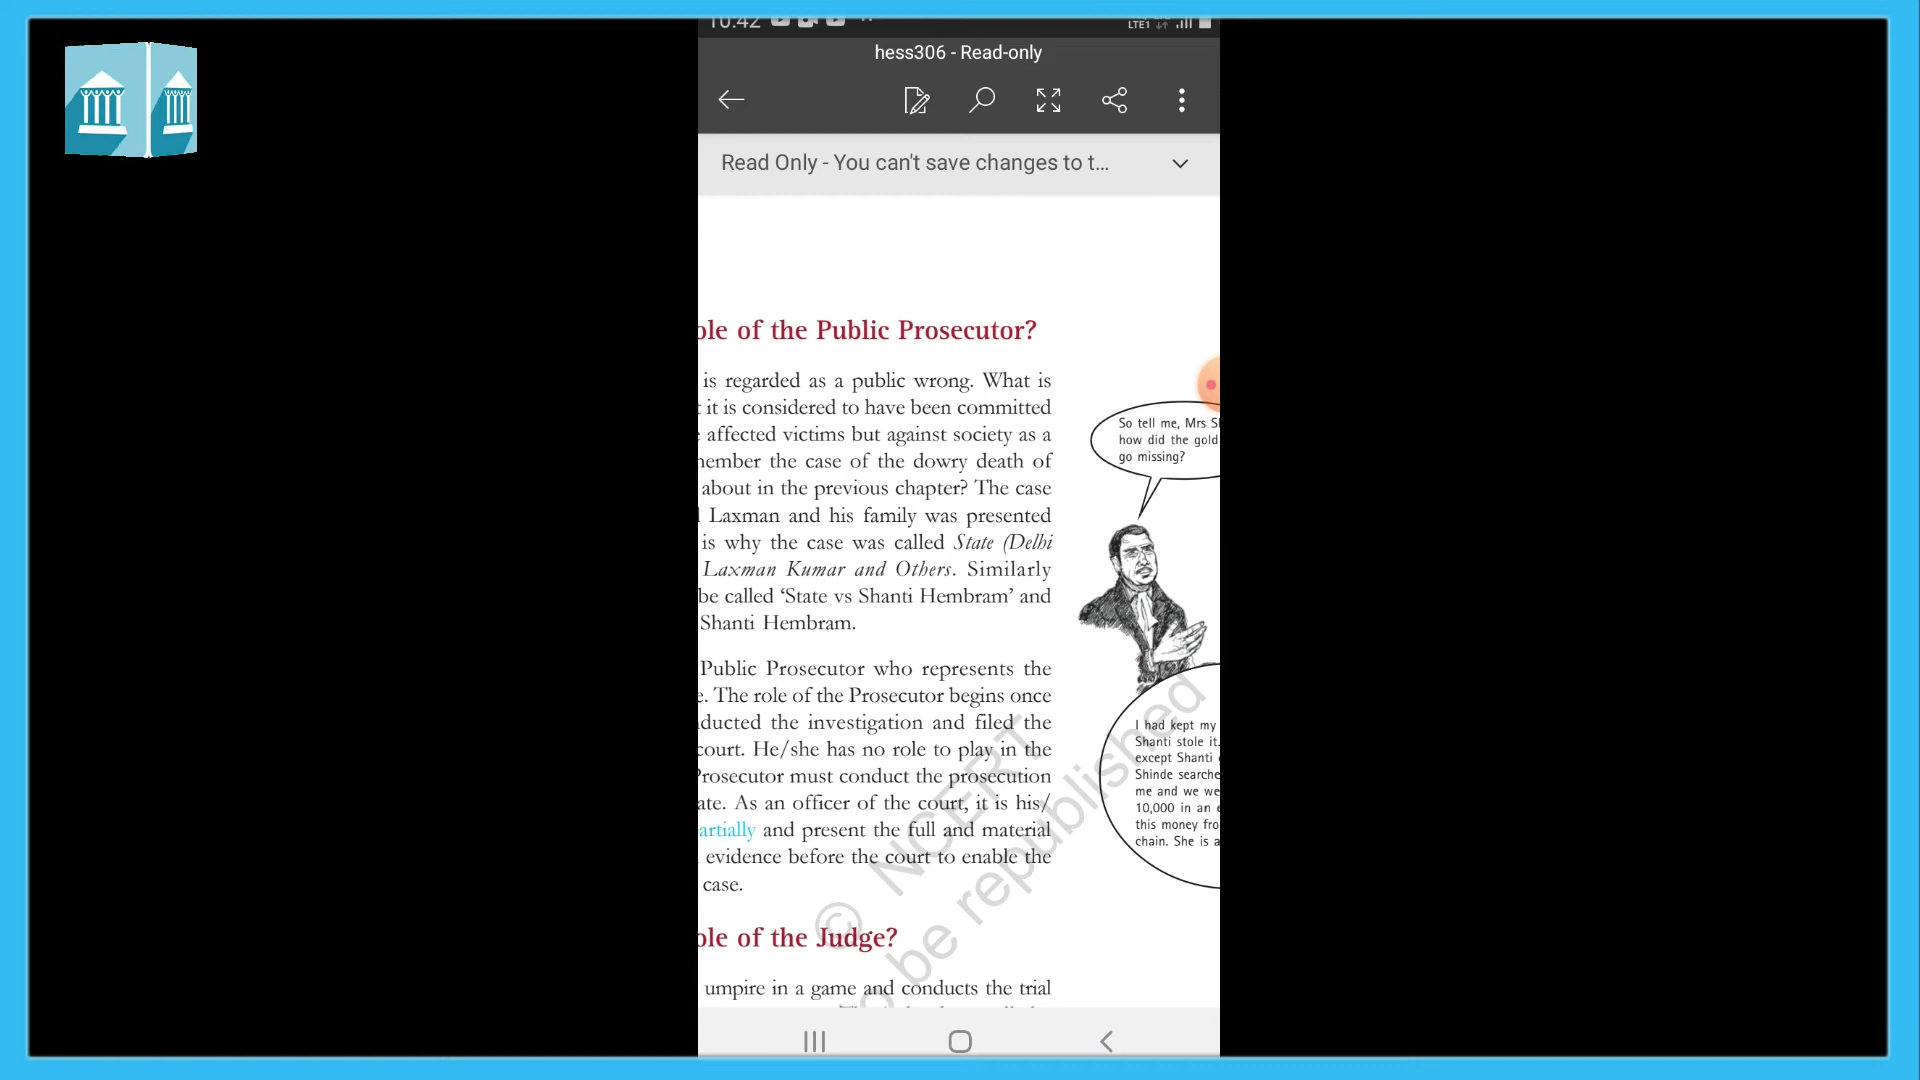 10:42
LTE1
hess306 - Read-only
Read Only - You can't save changes to t...
ole of the Public Prosecutor?
is regarded as a public wrong. What is
t it is considered to have been committed
e affected victims but against society as a
member the case of the dowry death of
about in the previous chapter? The case
l Laxman and his family was presented
is why the case was called State (Delhi
Laxman Kumar and Others. Similarly
be called ‘State vs Shanti Hembram’ and
Shanti Hembram.
Public Prosecutor who represents the
e. The role of the Prosecutor begins once
nducted the investigation and filed the
court. He/she has no role to play in the
Prosecutor must conduct the prosecution
ate. As an officer of the court, it is his/
artially and present the full and material
evidence before the court to enable the
case.
ole of the Judge?
umpire in a game and conducts the trial
So tell me, Mrs S
how did the gold
go missing?
I had kept my
Shanti stole it.
except Shanti
Shinde searche
me and we we
10,000 in an e
this money fro
chain. She is a
© NCERT
o be republished